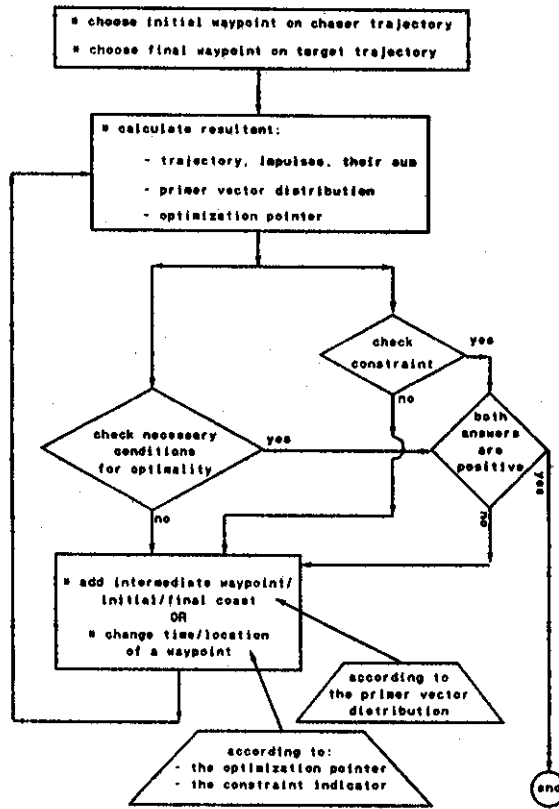 * choose initial waypoint on chaser trajectory
* choose final waypoint on target trajectory
* calculate resultant:
- trajectory, impulses, their sum
- primer vector distribution
- optimization pointer
check
constraint
yes
no
check necessary
conditions
for optimality
yes
no
both
answers
are
positive
yes
no
* add intermediate waypoint/
initial/final coast
OR
* change time/location
of a waypoint
according to
the primer vector
distribution
according to:
- the optimization pointer
- the constraint indicator
end